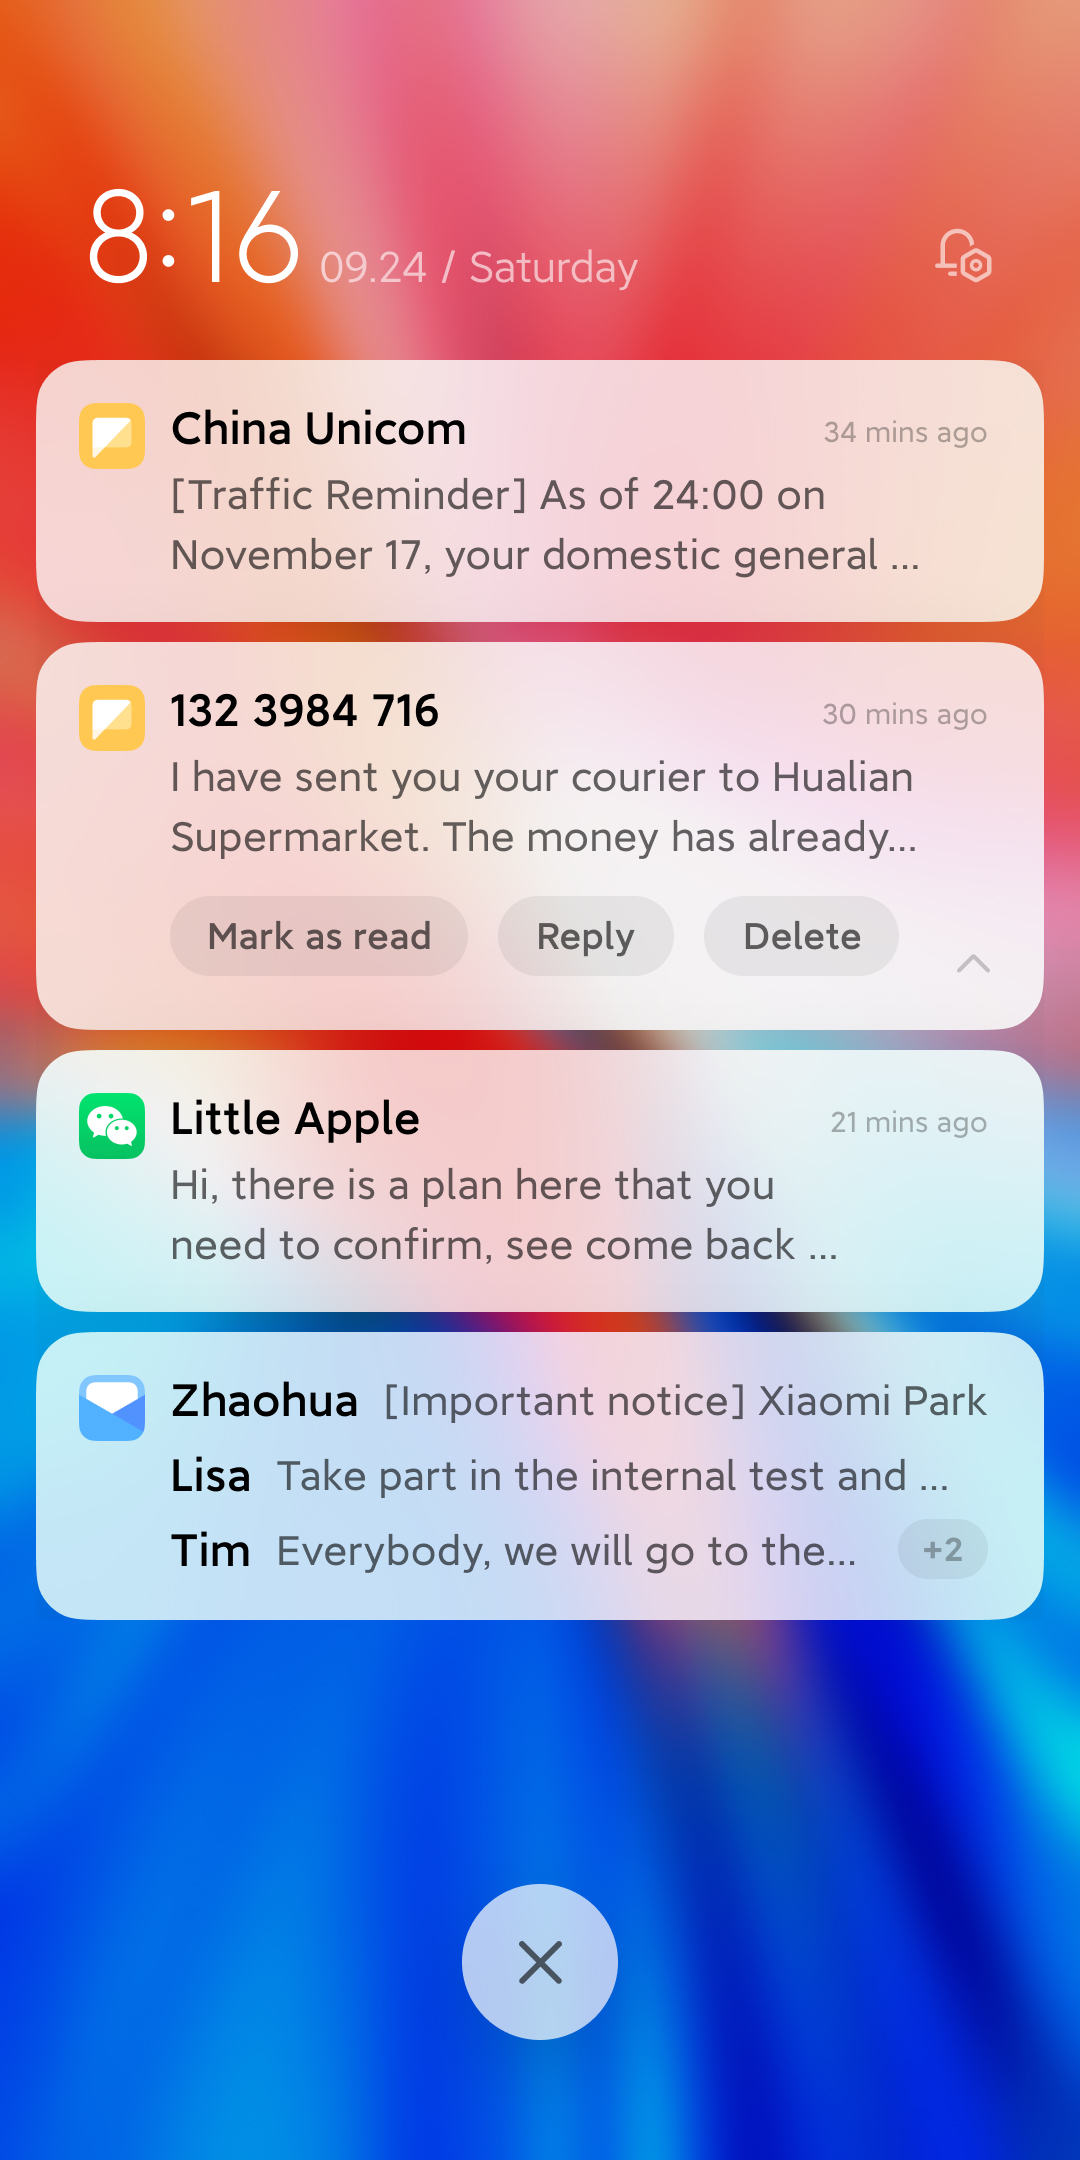 8:16 09.24 / Saturday
China Unicom 34 mins ago
[Traffic Reminder] As of 24:00 on
November 17, your domestic general ...
132 3984 716 30 mins ago
I have sent you your courier to Hualian
Supermarket. The money has already...
Mark as read Reply Delete
Little Apple 21 mins ago
Hi, there is a plan here that you
need to confirm, see come back ...
Zhaohua [Important notice] Xiaomi Park
Lisa Take part in the internal test and ...
Tim Everybody, we will go to the... +2